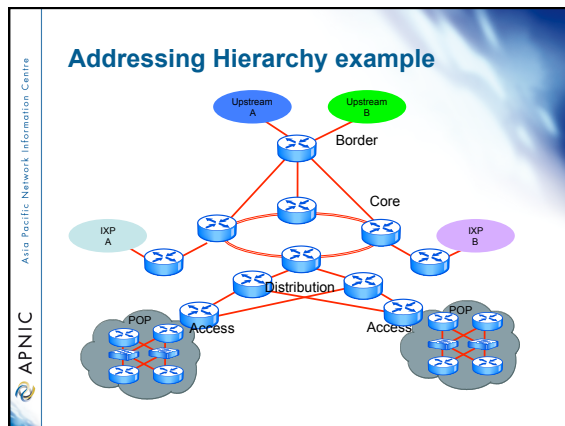 Addressing Hierarchy example
Asia Pacific Network Information Centre
APNIC
Upstream
A
Upstream
B
Border
Core
IXP
A
IXP
B
Distribution
POP
Access
Access
POP